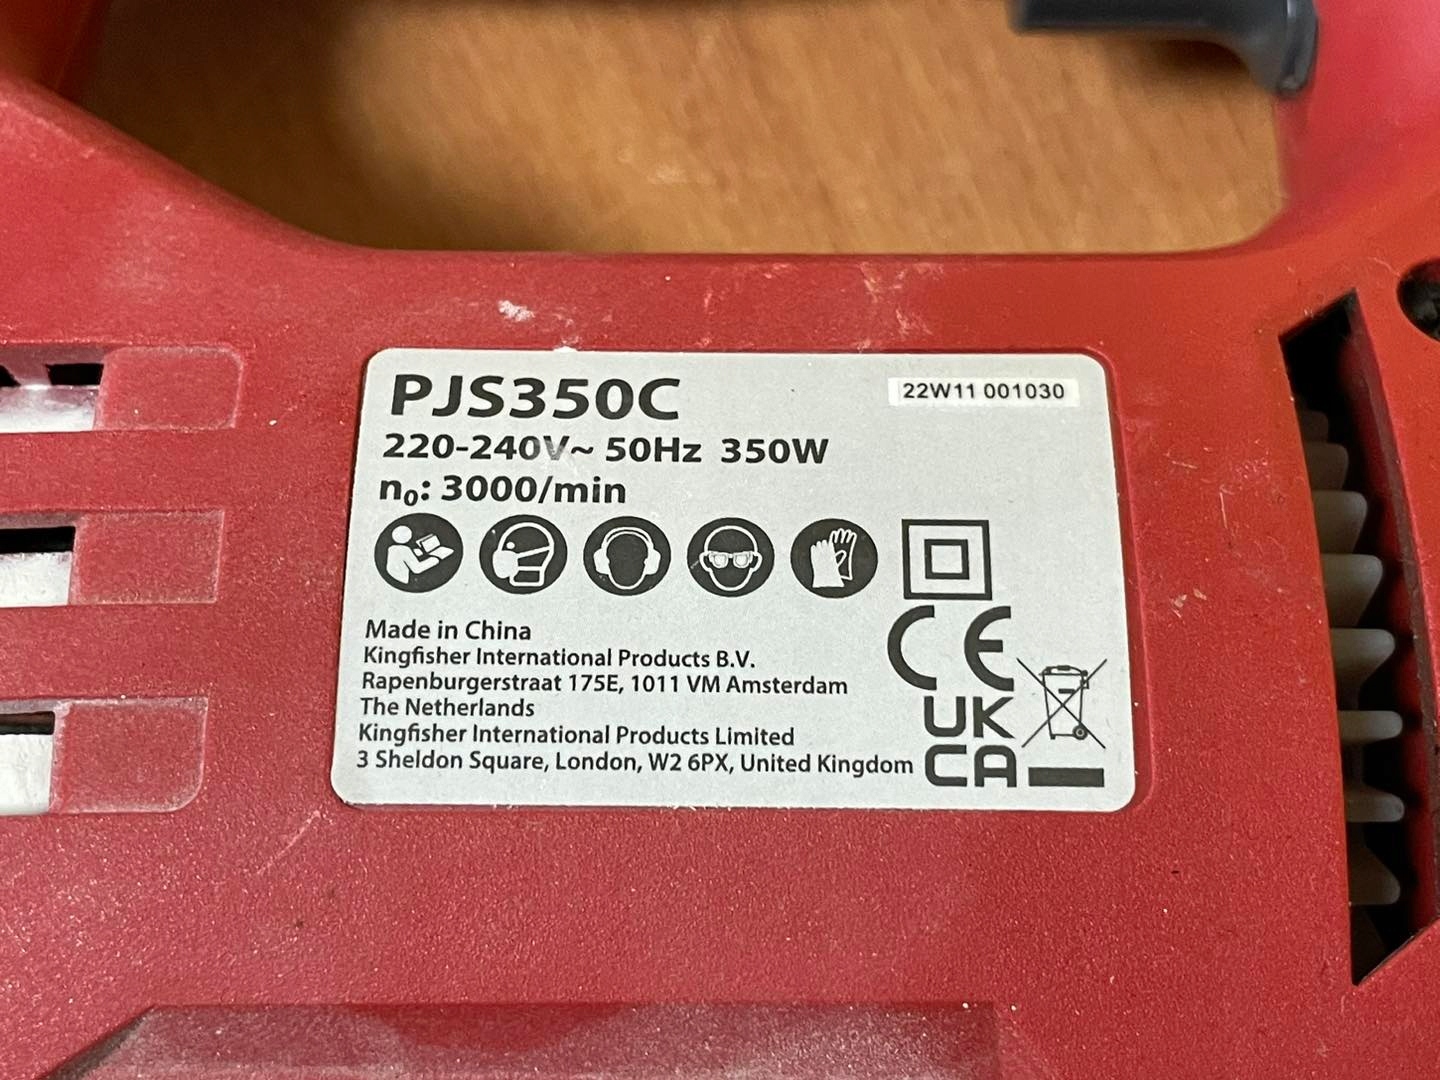 PJS350C
22W11 001030
220-240V~ 50Hz 350W
n₀: 3000/min
Made in China
Kingfisher International Products B.V.
Rapenburgerstraat 175E, 1011 VM Amsterdam
The Netherlands
Kingfisher International Products Limited
3 Sheldon Square, London, W2 6PX, United Kingdom
CE
UK
CA